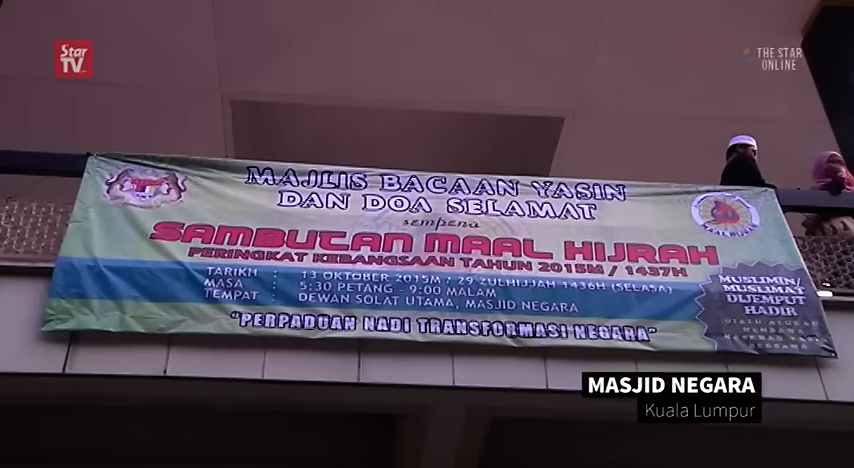 Star
TV
THE STAR
ONLINE
MAJLIS BACAAN YASIN
DAN DOA SELAMAT
sempena
SAMBUTAN MAAL HIJRAH
PERINGKAT KEBANGSAAN TAHUN 2015M / 1437H
TARIKH : 13 OKTOBER 2015M / 29 ZULHIJJAH 1436H (SELASA)
MASA : 5:30 PETANG - 9:00 MALAM
TEMPAT : DEWAN SOLAT UTAMA, MASJID NEGARA
"PERPADUAN NADI TRANSFORMASI NEGARA"
MUSLIMIN/
MUSLIMAT
DIJEMPUT
HADIR
MASJID NEGARA
Kuala Lumpur